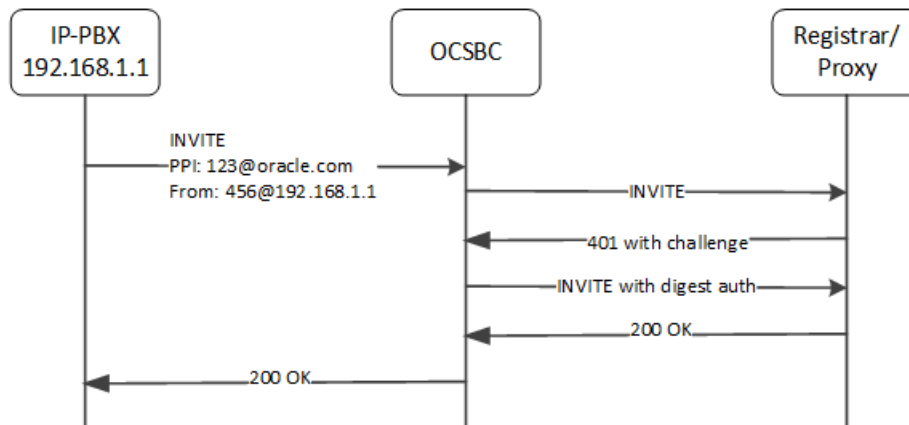 IP-PBX
192.168.1.1
OCSBC
Registrar/
Proxy
INVITE
PPI: 123@oracle.com
From: 456@192.168.1.1
INVITE
401 with challenge
INVITE with digest auth
200 OK
200 OK